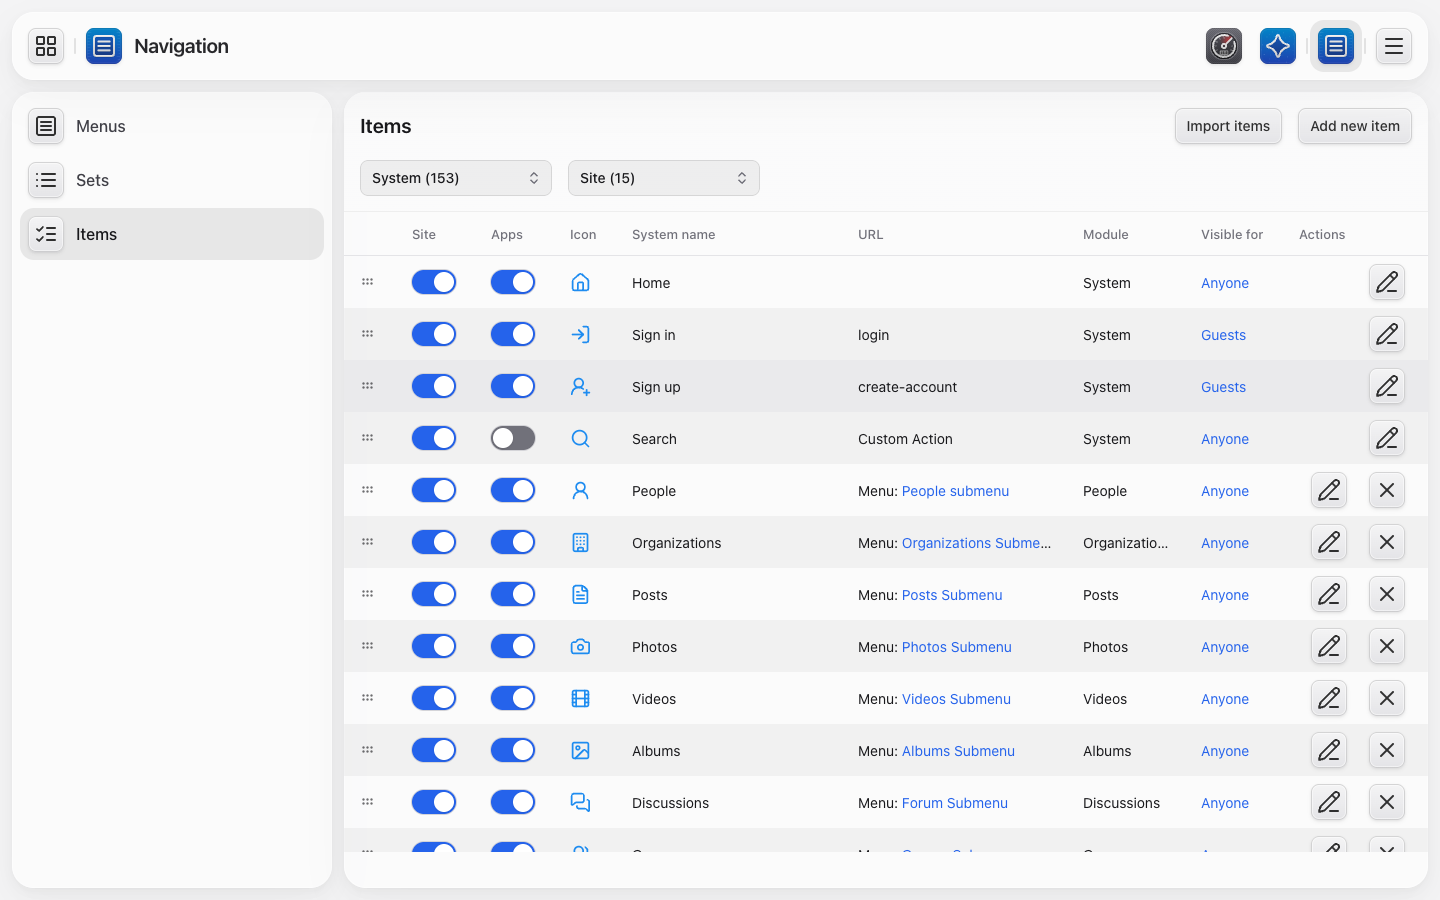 Navigation
Menus
Sets
Items
Items
Import items
Add new item
System (153)
Site (15)
Site Apps Icon System name URL Module Visible for Actions
Home System Anyone
Sign in login System Guests
Sign up create-account System Guests
Search Custom Action System Anyone
People Menu: People submenu People Anyone
Organizations Menu: Organizations Subme... Organizatio... Anyone
Posts Menu: Posts Submenu Posts Anyone
Photos Menu: Photos Submenu Photos Anyone
Videos Menu: Videos Submenu Videos Anyone
Albums Menu: Albums Submenu Albums Anyone
Discussions Menu: Forum Submenu Discussions Anyone